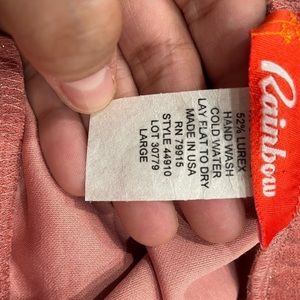 Rainbow
52% LUREX
HAND WASH
COLD WATER
LAY FLAT TO DRY
MADE IN USA
RN 79915
STYLE 44910
LOT 30779
LARGE